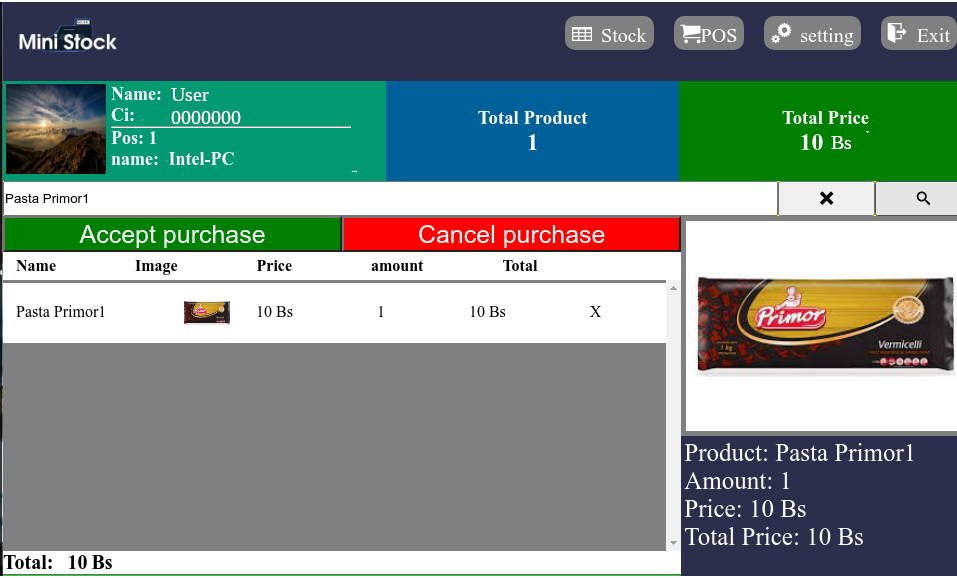 Mini Stock
Stock
POS
setting
Exit
Name: User
Ci: 0000000
Pos: 1
name: Intel-PC
Total Product
1
Total Price
10 Bs
Pasta Primor1
Accept purchase
Cancel purchase
Name Image Price amount Total
Pasta Primor1 10 Bs 1 10 Bs X
Total: 10 Bs
Primor
Vermicelli
1 kg
Product: Pasta Primor1
Amount: 1
Price: 10 Bs
Total Price: 10 Bs